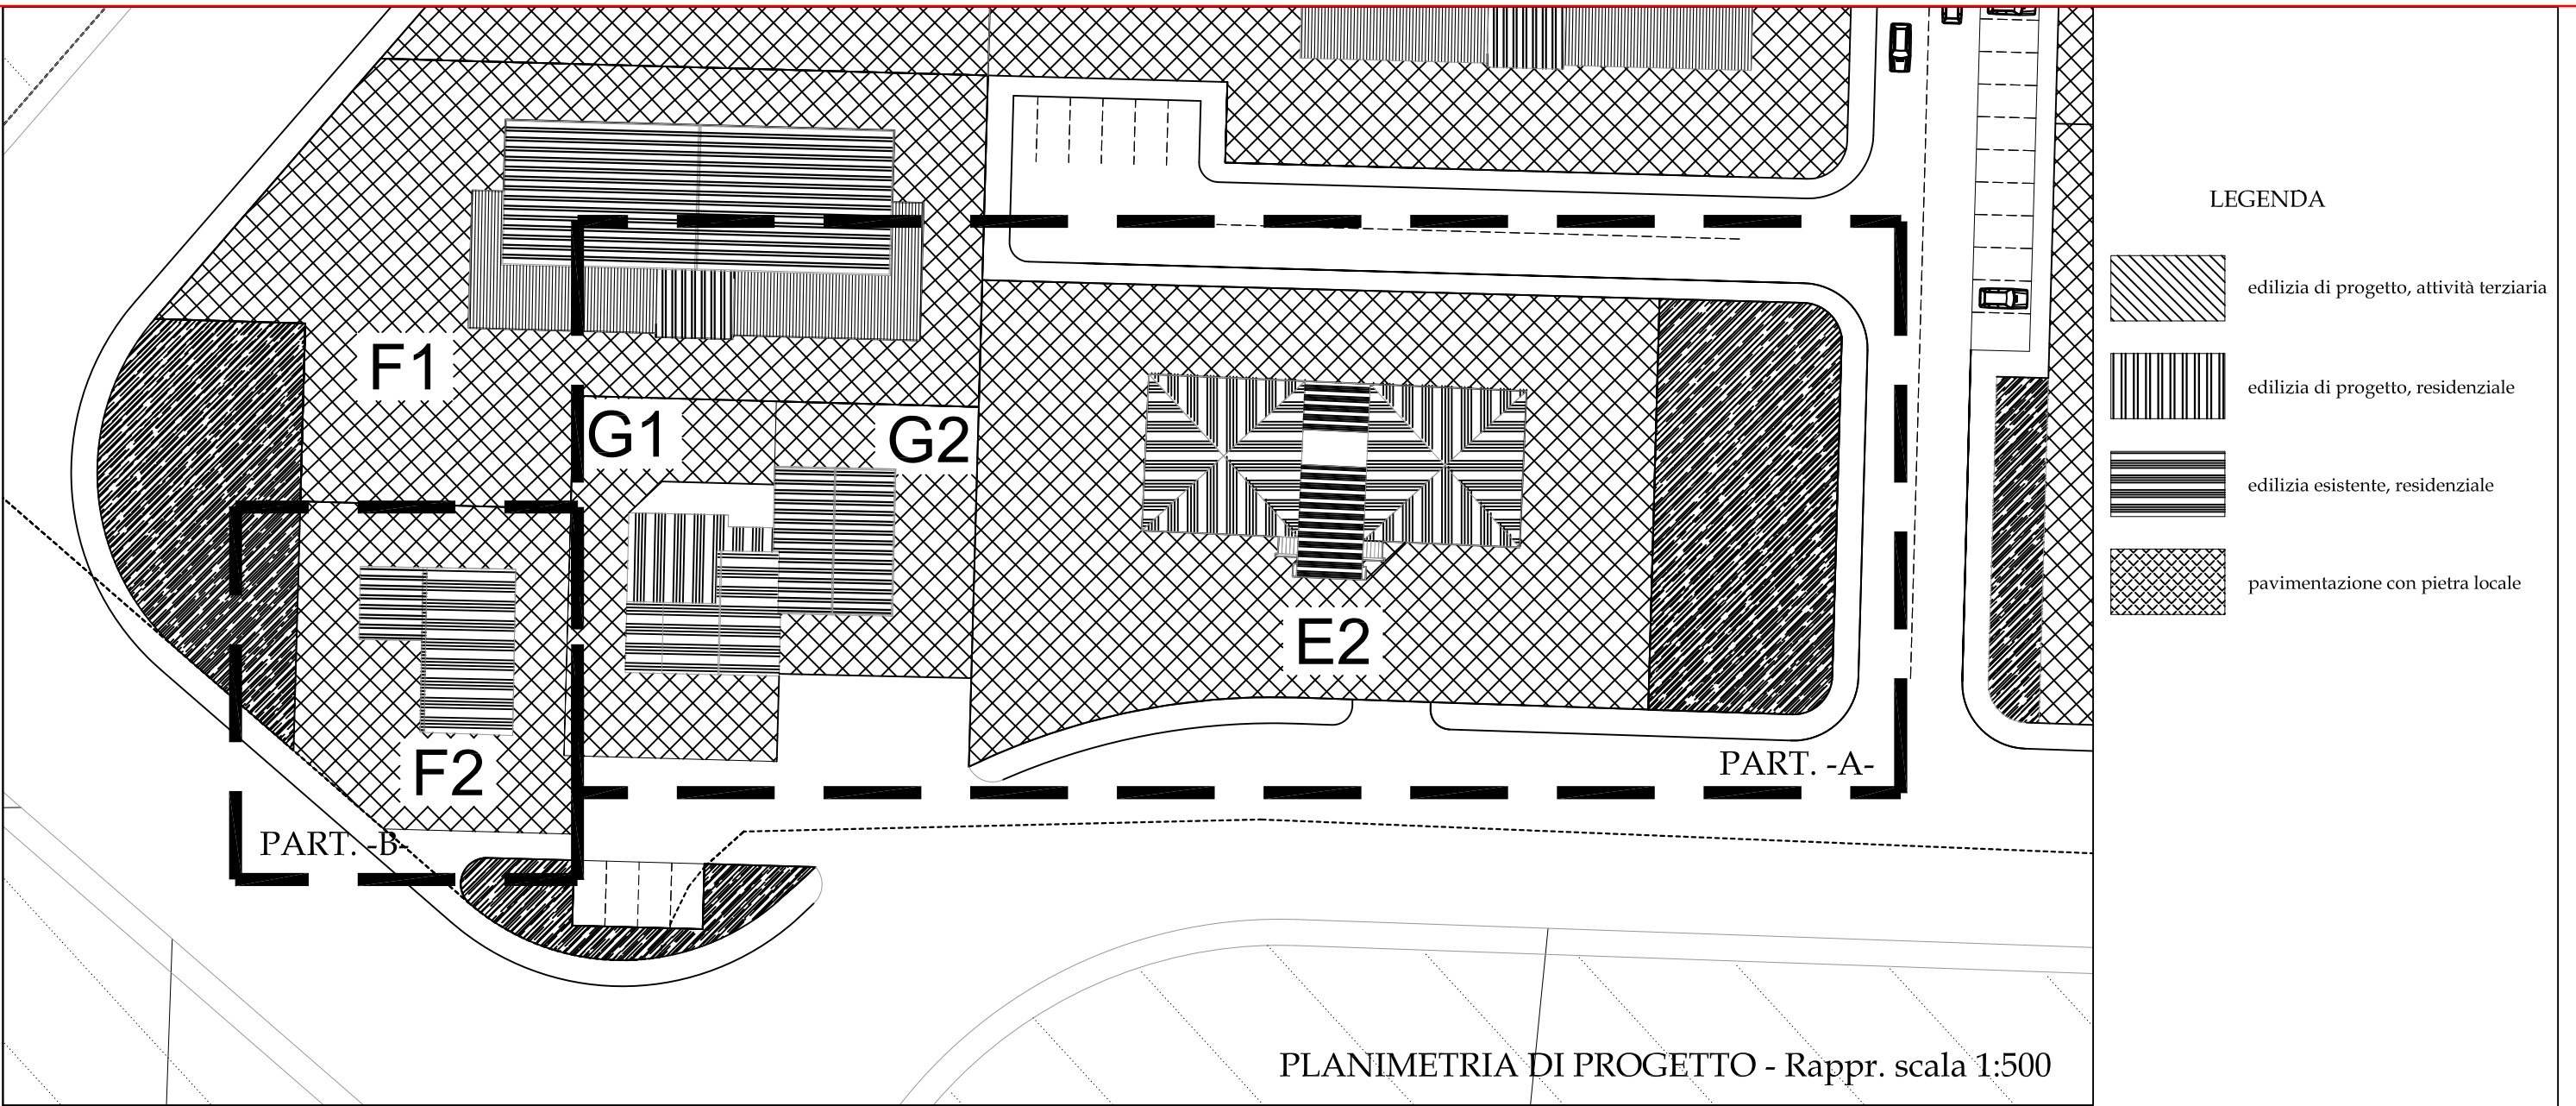 LEGENDA
edilizia di progetto, attività terziaria
edilizia di progetto, residenziale
edilizia esistente, residenziale
pavimentazione con pietra locale
F1
G1
G2
E2
F2
PART. -A-
PART. -B-
PLANIMETRIA DI PROGETTO - Rappr. scala 1:500